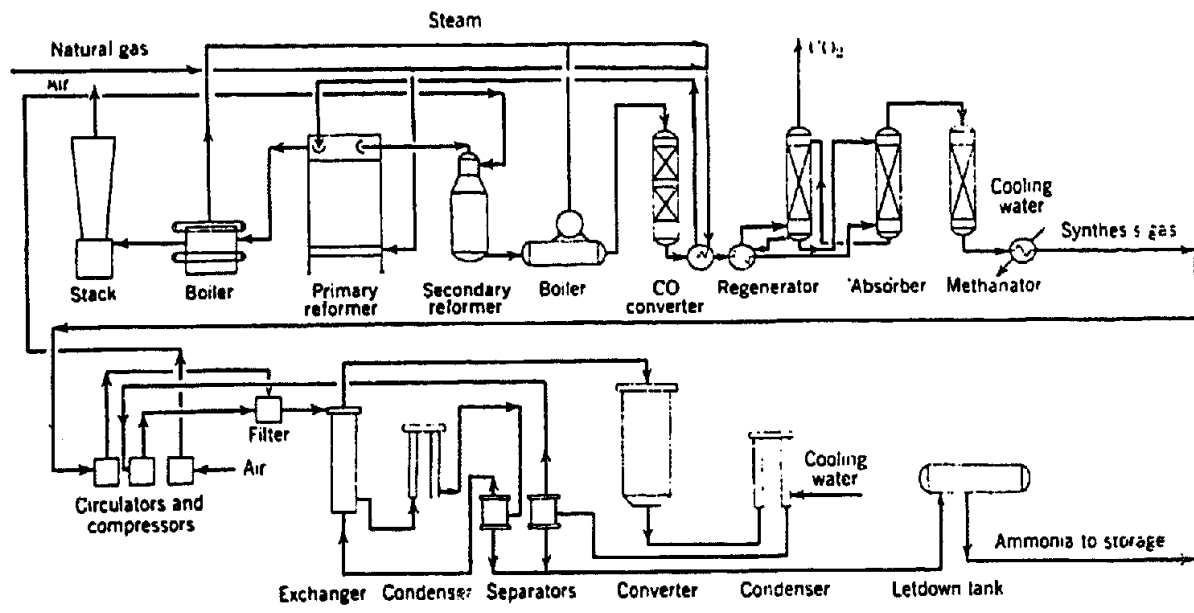 Steam
Natural gas
Air
CO₂
Cooling
water
Synthesis gas
Stack
Boiler
Primary
reformer
Secondary
reformer
Boiler
CO
converter
Regenerator
Absorber
Methanator
Filter
Air
Circulators and
compressors
Cooling
water
Ammonia to storage
Exchanger
Condenser
Separators
Converter
Condenser
Letdown tank